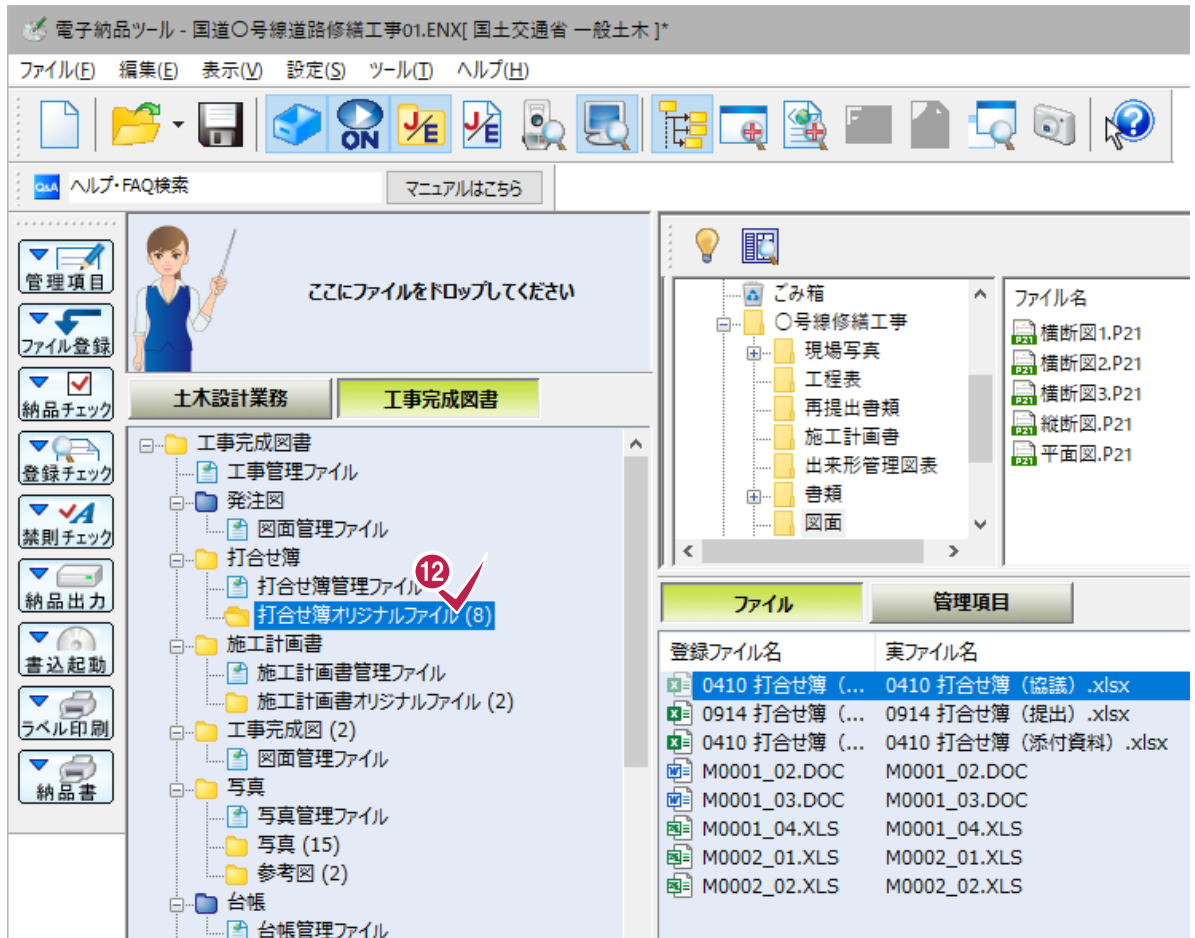 電子納品ツール - 国道〇号線道路修繕工事01.ENX[ 国土交通省 一般土木 ]*
ファイル(F) 編集(E) 表示(V) 設定(S) ツール(T) ヘルプ(H)
ON J/E J/E
Q&A ヘルプ・FAQ検索 マニュアルはこちら
管理項目
ファイル登録
納品チェック
登録チェック
禁則チェック
納品出力
書込起動
ラベル印刷
納品書
ここにファイルをドロップしてください
土木設計業務 工事完成図書
工事完成図書
工事管理ファイル
発注図
図面管理ファイル
打合せ簿
打合せ簿管理ファイル
12
打合せ簿オリジナルファイル (8)
施工計画書
施工計画書管理ファイル
施工計画書オリジナルファイル (2)
工事完成図 (2)
図面管理ファイル
写真
写真管理ファイル
写真 (15)
参考図 (2)
台帳
台帳管理ファイル
ごみ箱
〇号線修繕工事
現場写真
工程表
再提出書類
施工計画書
出来形管理図表
書類
図面
ファイル名
P21 横断図1.P21
P21 横断図2.P21
P21 横断図3.P21
P21 縦断図.P21
P21 平面図.P21
ファイル 管理項目
登録ファイル名 実ファイル名
0410 打合せ簿（... 0410 打合せ簿（協議）.xlsx
0914 打合せ簿（... 0914 打合せ簿（提出）.xlsx
0410 打合せ簿（... 0410 打合せ簿（添付資料）.xlsx
M0001_02.DOC M0001_02.DOC
M0001_03.DOC M0001_03.DOC
M0001_04.XLS M0001_04.XLS
M0002_01.XLS M0002_01.XLS
M0002_02.XLS M0002_02.XLS